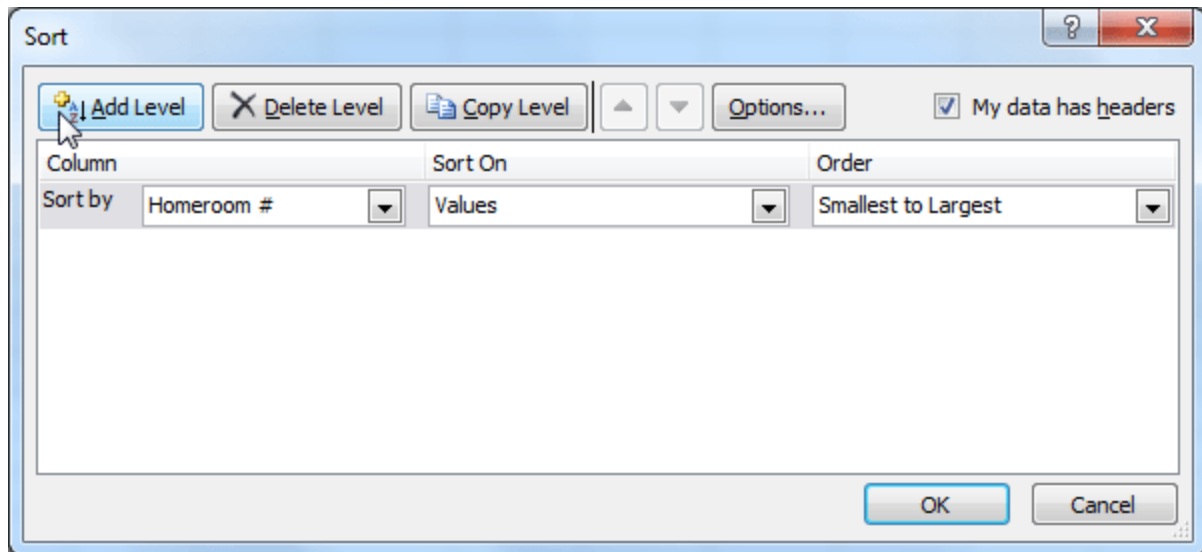 Sort
Add Level Delete Level Copy Level Options... My data has headers
Column Sort On Order
Sort by Homeroom # Values Smallest to Largest
OK Cancel